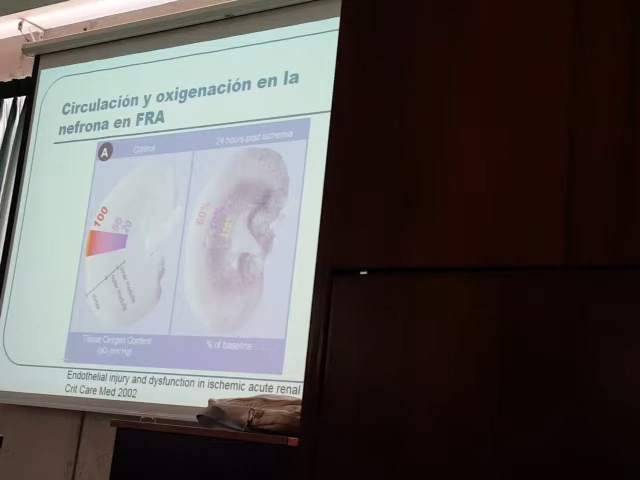 Circulación y oxigenación en la
nefrona en FRA
A
Control
24 hours post ischemia
100
60%
Tissue Oxygen Content
% of baseline
Endothelial injury and dysfunction in ischemic acute renal
Crit Care Med 2002